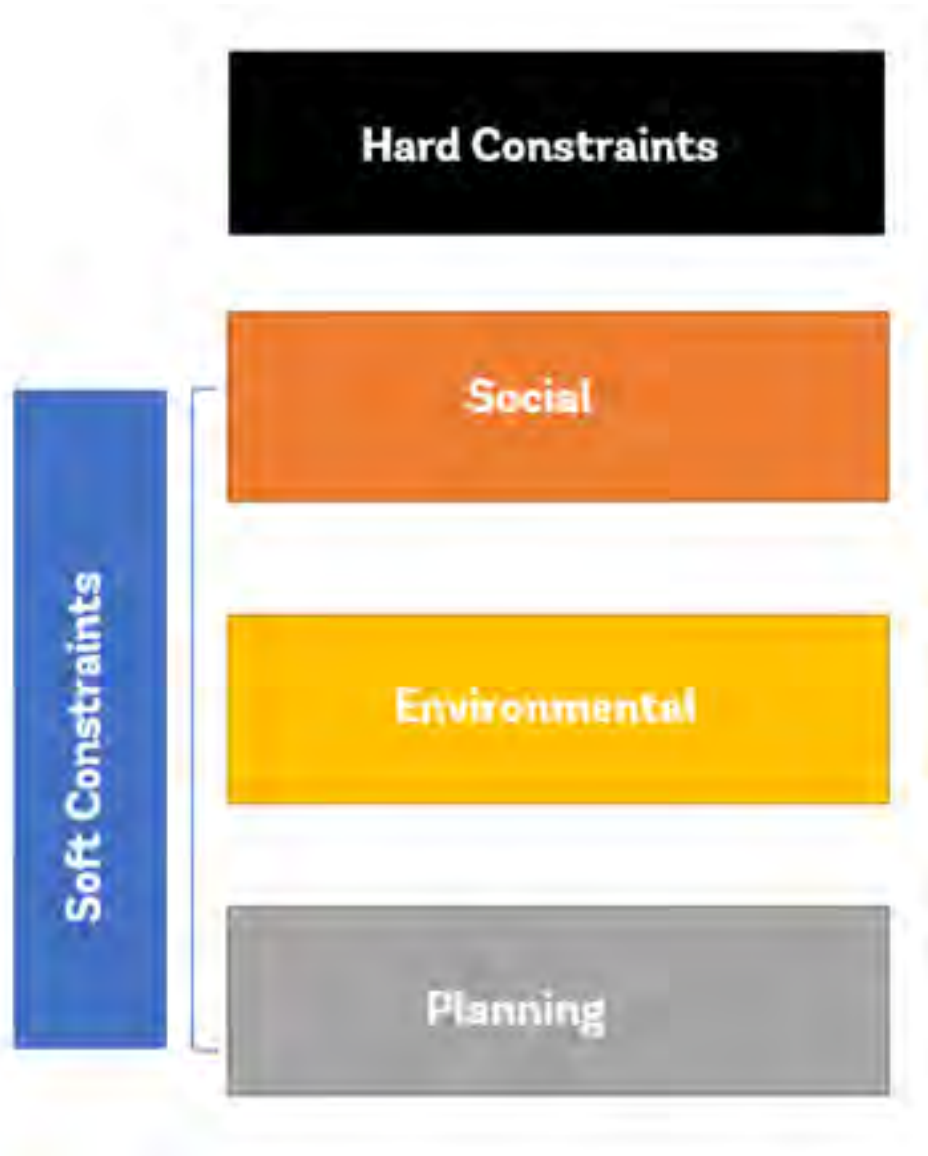 Hard Constraints
Soft Constraints
Social
Environmental
Planning